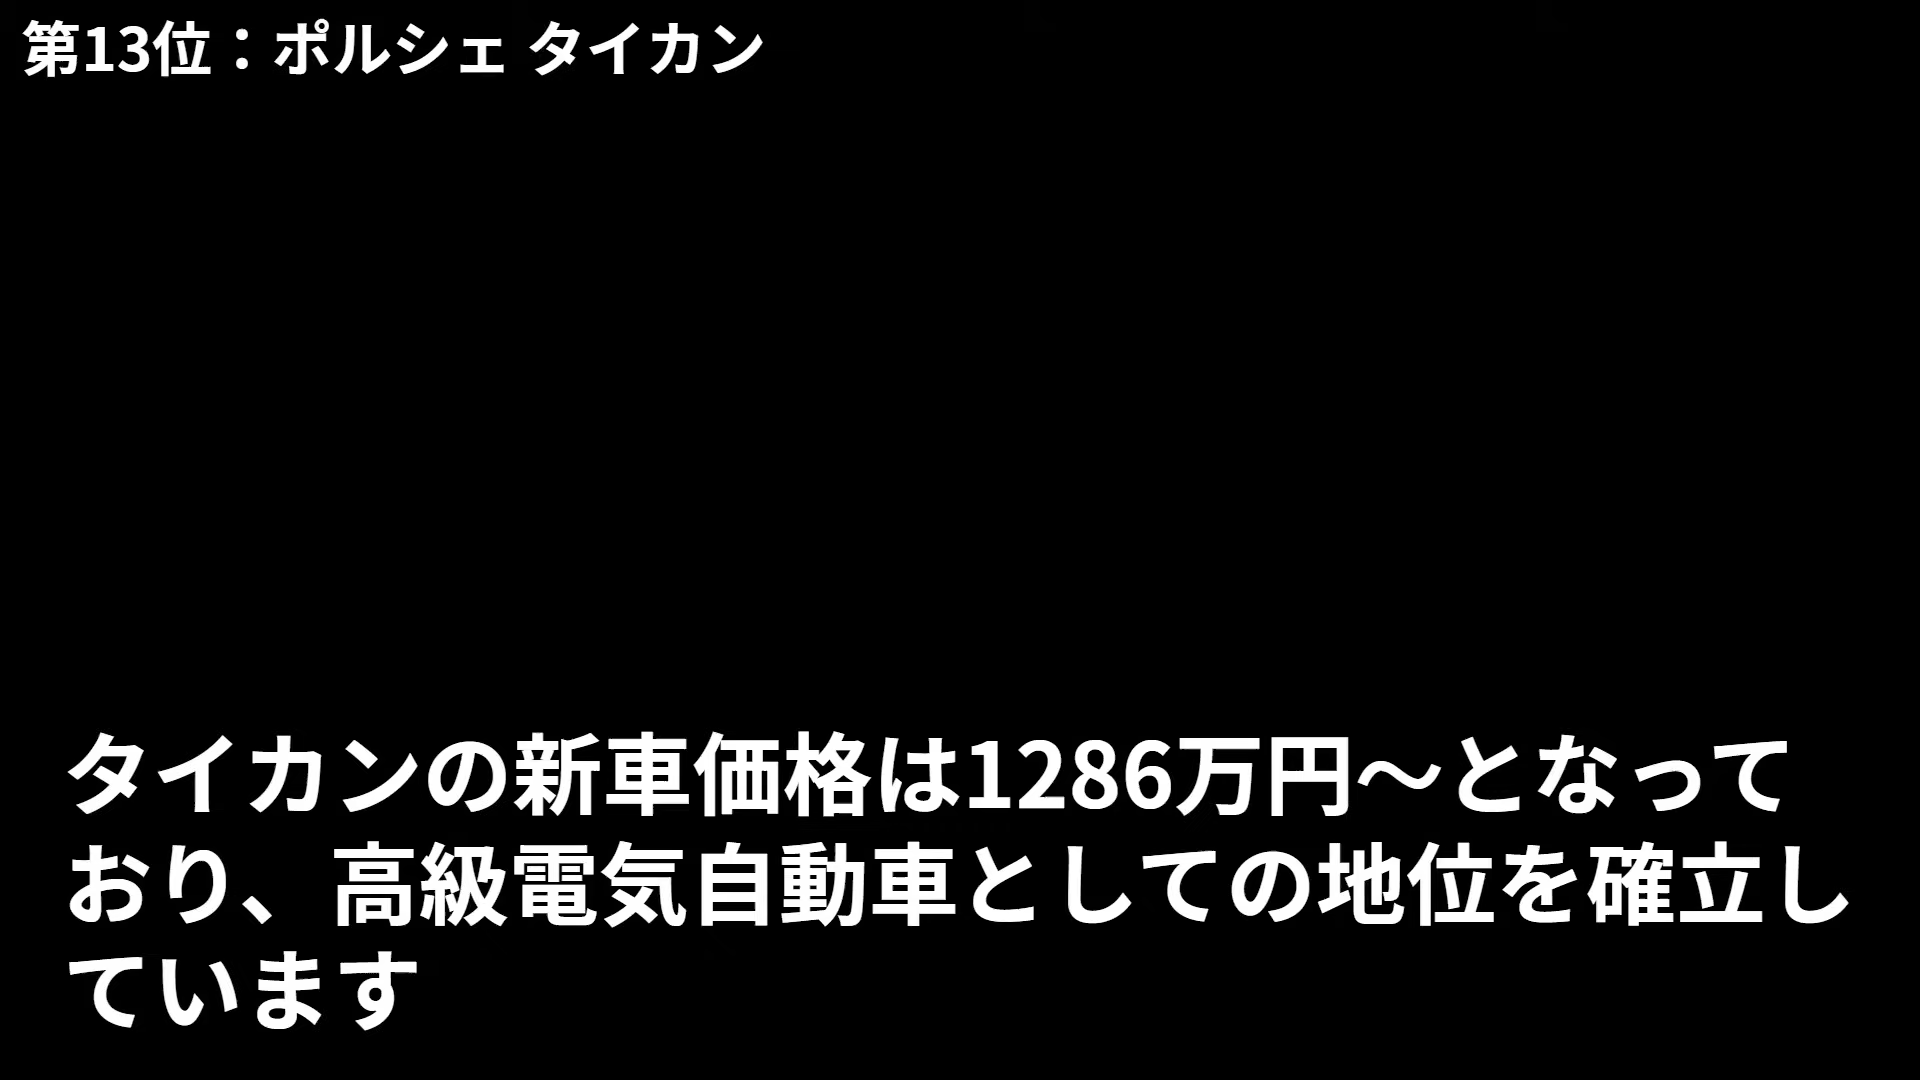 第13位：ポルシェ タイカン
タイカンの新車価格は1286万円～となって
おり、高級電気自動車としての地位を確立し
ています